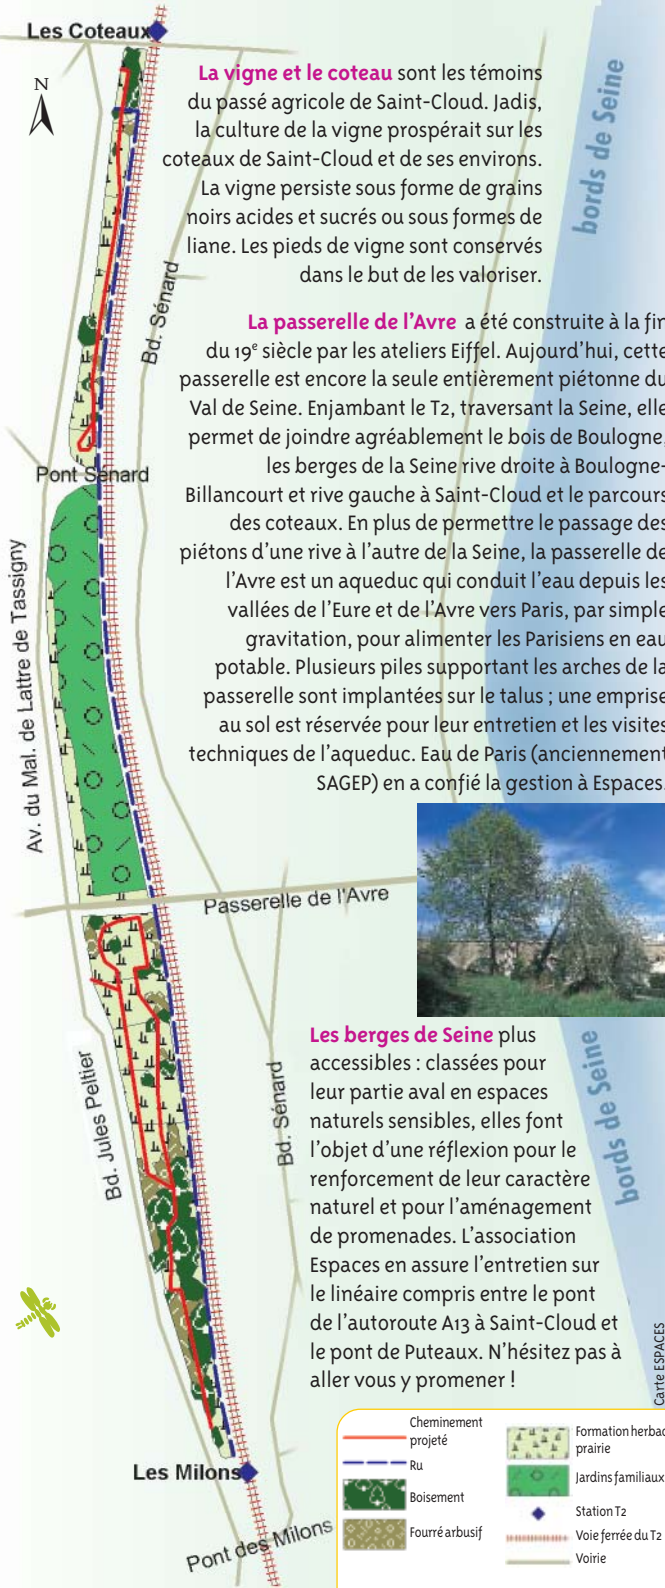 Les Coteaux
N
La vigne et le coteau sont les témoins
du passé agricole de Saint-Cloud. Jadis,
la culture de la vigne prospérait sur les
coteaux de Saint-Cloud et de ses environs.
La vigne persiste sous forme de grains
noirs acides et sucrés ou sous formes de
liane. Les pieds de vigne sont conservés
dans le but de les valoriser.
bords de Seine
Bd. Sénard
La passerelle de l'Avre a été construite à la fin
du 19e siècle par les ateliers Eiffel. Aujourd'hui, cette
passerelle est encore la seule entièrement piétonne du
Val de Seine. Enjambant le T2, traversant la Seine, elle
permet de joindre agréablement le bois de Boulogne,
les berges de la Seine rive droite à Boulogne-
Billancourt et rive gauche à Saint-Cloud et le parcours
des coteaux. En plus de permettre le passage des
piétons d'une rive à l'autre de la Seine, la passerelle de
l'Avre est un aqueduc qui conduit l'eau depuis les
vallées de l'Eure et de l'Avre vers Paris, par simple
gravitation, pour alimenter les Parisiens en eau
potable. Plusieurs piles supportant les arches de la
passerelle sont implantées sur le talus ; une emprise
au sol est réservée pour leur entretien et les visites
techniques de l'aqueduc. Eau de Paris (anciennement
SAGEP) en a confié la gestion à Espaces.
Pont Sénard
Av. du Mal. de Lattre de Tassigny
Passerelle de l'Avre
Bd. Jules Peltier
Bd. Sénard
Les berges de Seine plus
accessibles : classées pour
leur partie aval en espaces
naturels sensibles, elles font
l'objet d'une réflexion pour le
renforcement de leur caractère
naturel et pour l'aménagement
de promenades. L'association
Espaces en assure l'entretien sur
le linéaire compris entre le pont
de l'autoroute A13 à Saint-Cloud et
le pont de Puteaux. N'hésitez pas à
aller vous y promener !
bords de Seine
Carte ESPACES
Les Milons
Pont des Milons
Cheminement
projeté
Ru
Boisement
Fourré arbusif
Formation herbac
prairie
Jardins familiaux
Station T2
Voie ferrée du T2
Voirie